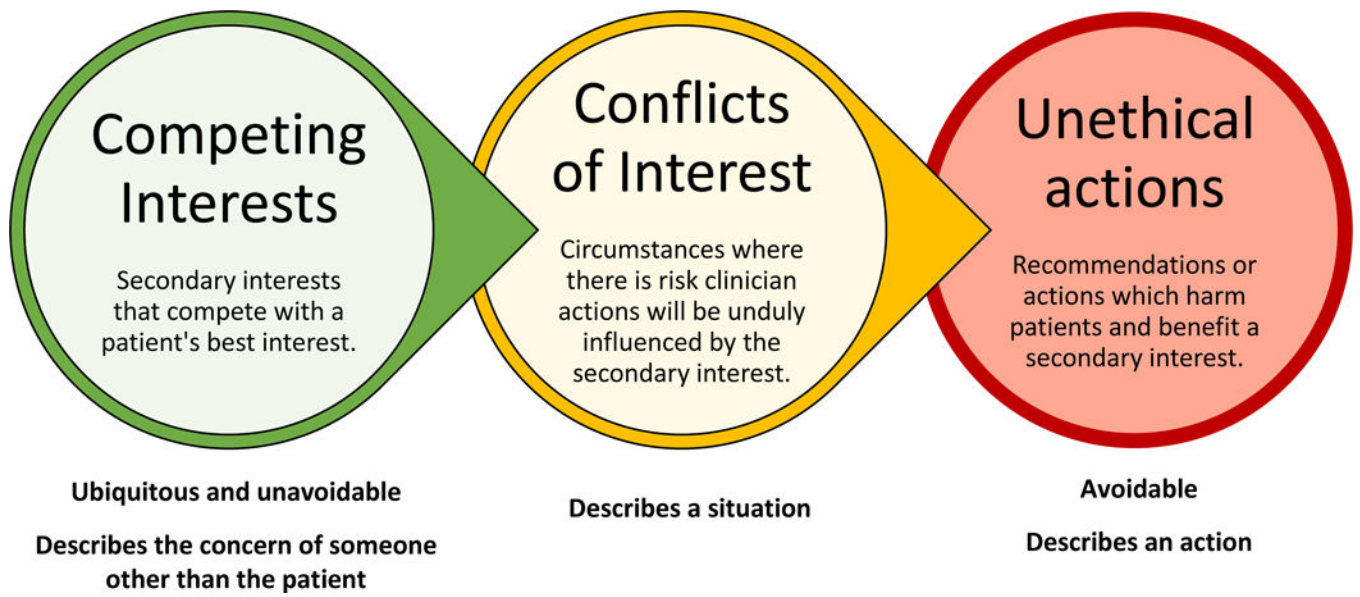 Competing
Interests
Secondary interests
that compete with a
patient's best interest.
Ubiquitous and unavoidable
Describes the concern of someone
other than the patient
Conflicts
of Interest
Circumstances where
there is risk clinician
actions will be unduly
influenced by the
secondary interest.
Describes a situation
Unethical
actions
Recommendations or
actions which harm
patients and benefit a
secondary interest.
Avoidable
Describes an action